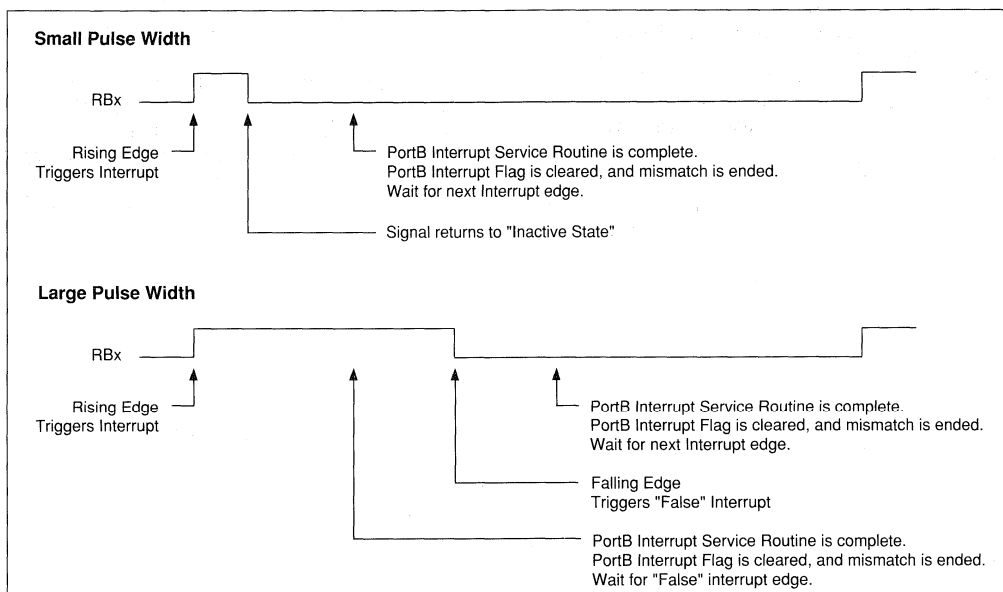 Small Pulse Width
RBx
Rising Edge
Triggers Interrupt
PortB Interrupt Service Routine is complete.
PortB Interrupt Flag is cleared, and mismatch is ended.
Wait for next Interrupt edge.
Signal returns to "Inactive State"
Large Pulse Width
RBx
Rising Edge
Triggers Interrupt
PortB Interrupt Service Routine is complete.
PortB Interrupt Flag is cleared, and mismatch is ended.
Wait for next Interrupt edge.
Falling Edge
Triggers "False" Interrupt
PortB Interrupt Service Routine is complete.
PortB Interrupt Flag is cleared, and mismatch is ended.
Wait for "False" interrupt edge.